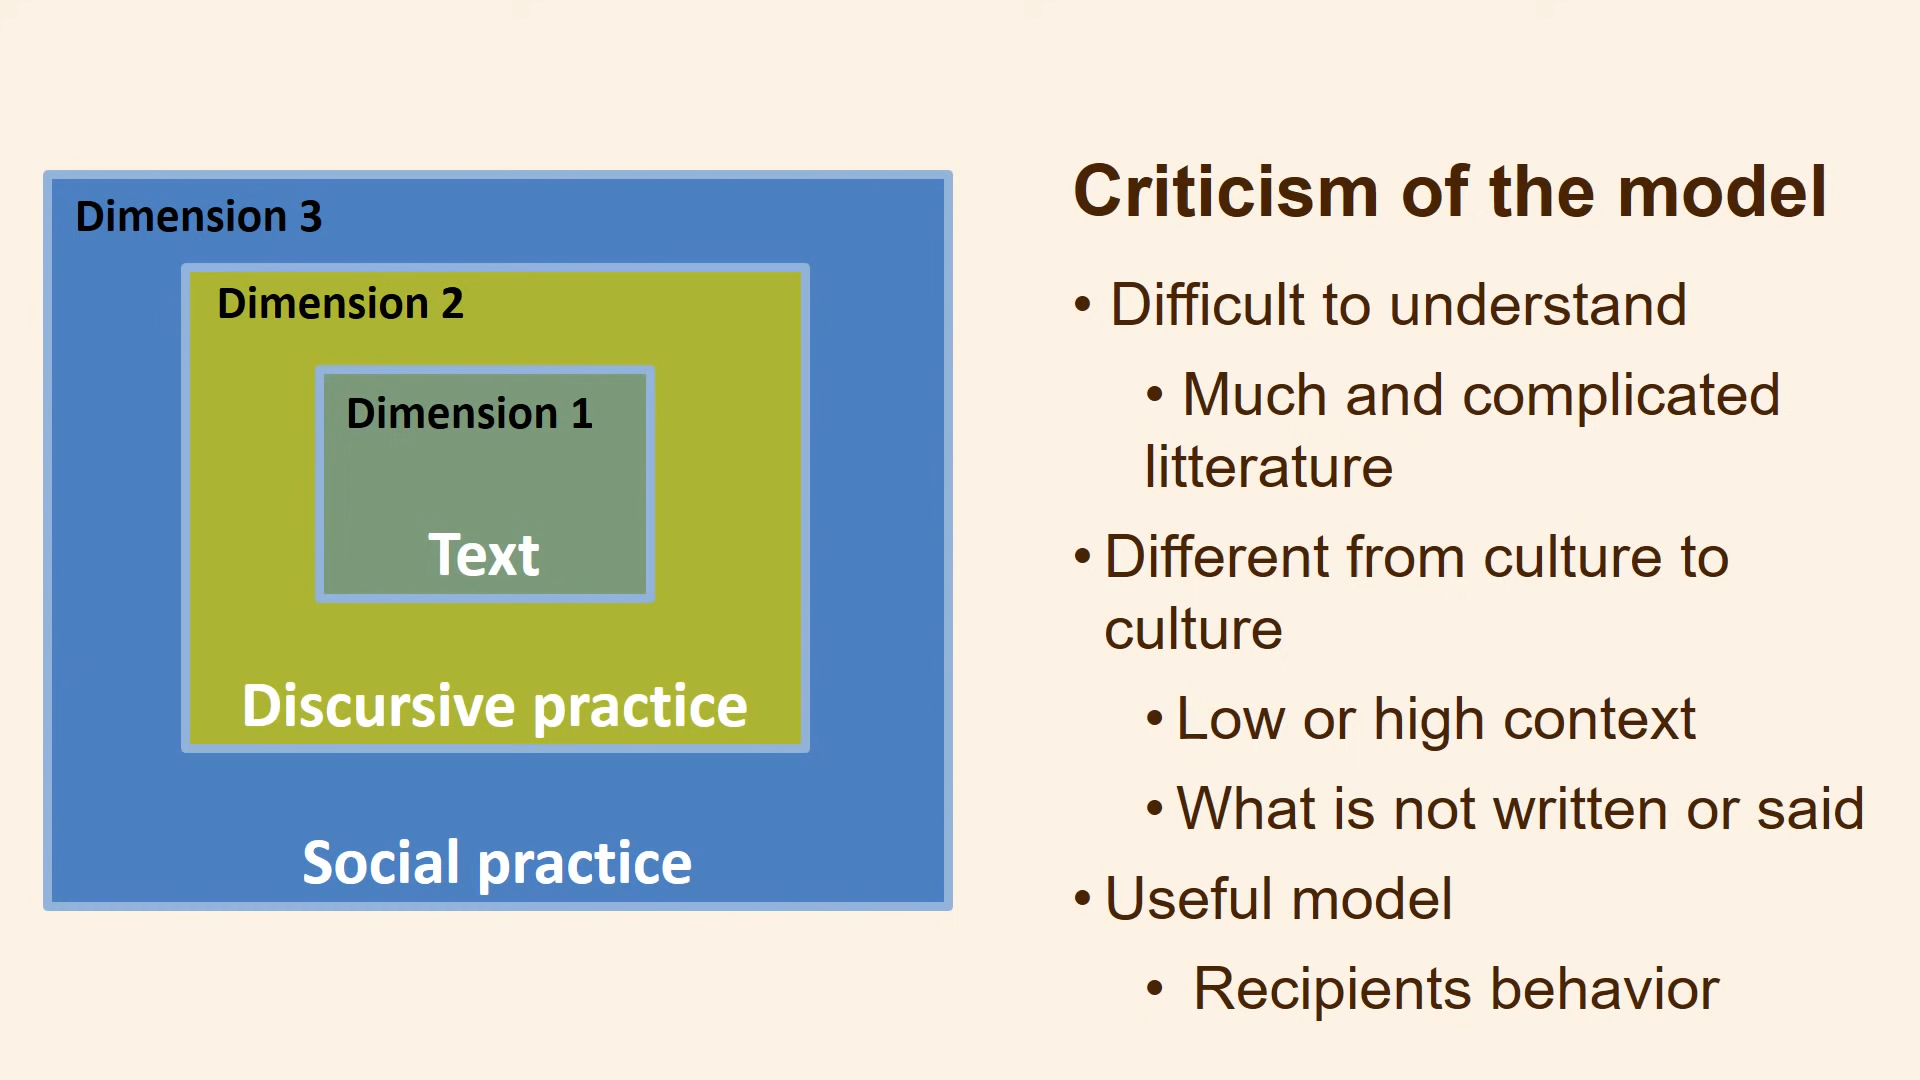 Dimension 3
Dimension 2
Dimension 1
Text
Discursive practice
Social practice
Criticism of the model
• Difficult to understand
• Much and complicated
litterature
• Different from culture to
culture
• Low or high context
• What is not written or said
• Useful model
• Recipients behavior